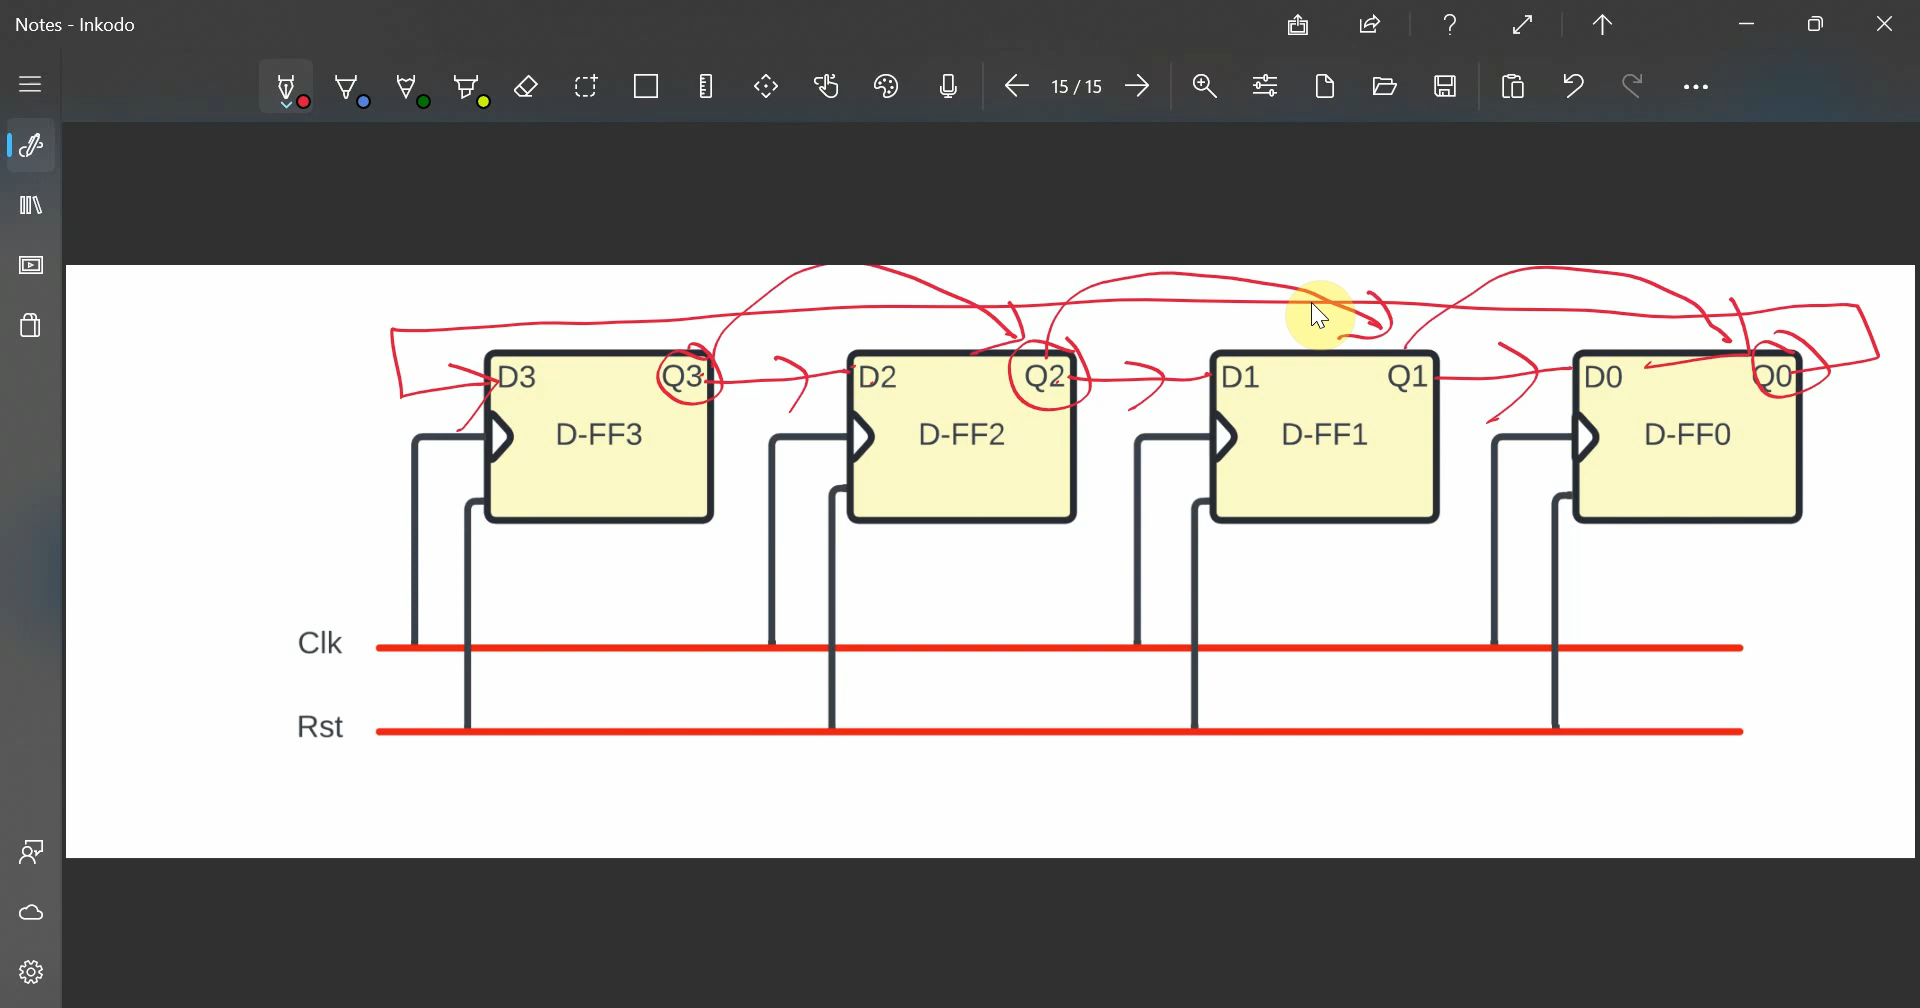 Notes - Inkodo
15 / 15
D3 Q3 D2 Q2 D1 Q1 D0 Q0
D-FF3 D-FF2 D-FF1 D-FF0
Clk
Rst